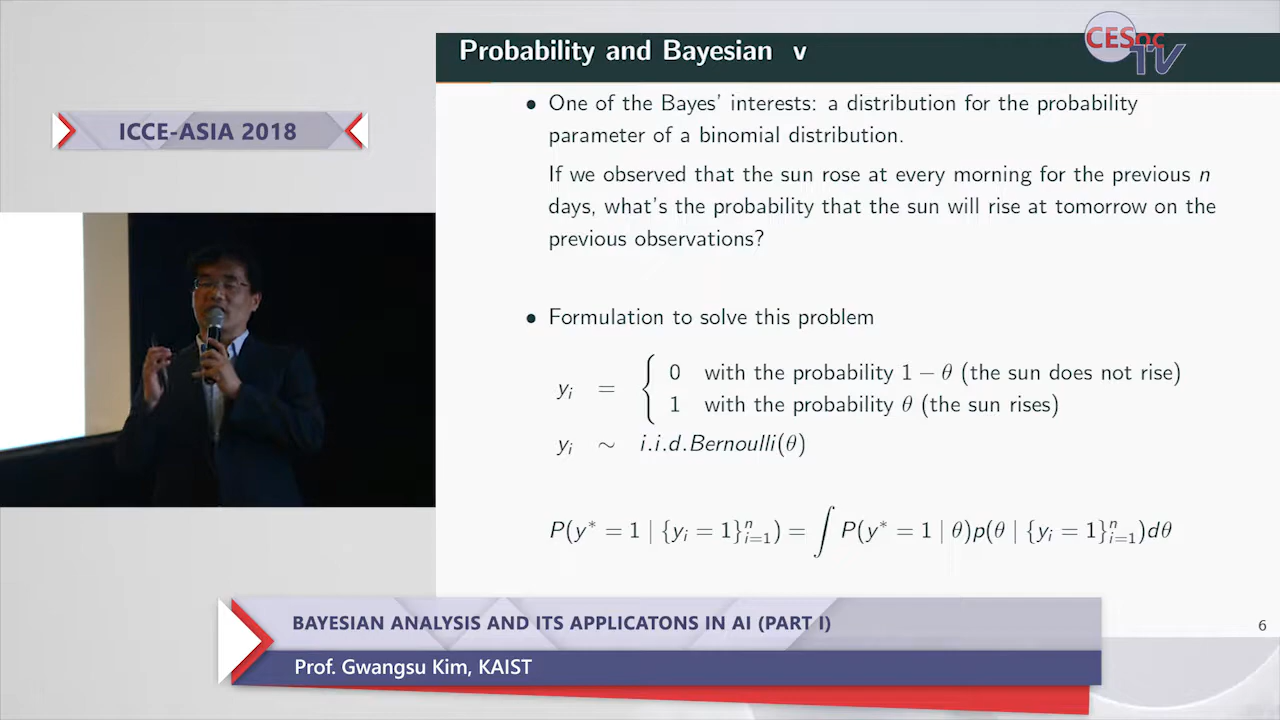 Probability and Bayesian v
CESoc
TV
ICCE-ASIA 2018
• One of the Bayes' interests: a distribution for the probability
parameter of a binomial distribution.
If we observed that the sun rose at every morning for the previous n
days, what's the probability that the sun will rise at tomorrow on the
previous observations?
• Formulation to solve this problem
y_i = { 0 with the probability 1 − θ (the sun does not rise)
1 with the probability θ (the sun rises)
y_i ∼ i.i.d.Bernoulli(θ)
P(y* = 1 | {y_i = 1}_{i=1}^n) = ∫ P(y* = 1 | θ)p(θ | {y_i = 1}_{i=1}^n)dθ
BAYESIAN ANALYSIS AND ITS APPLICATONS IN AI (PART I)
6
Prof. Gwangsu Kim, KAIST